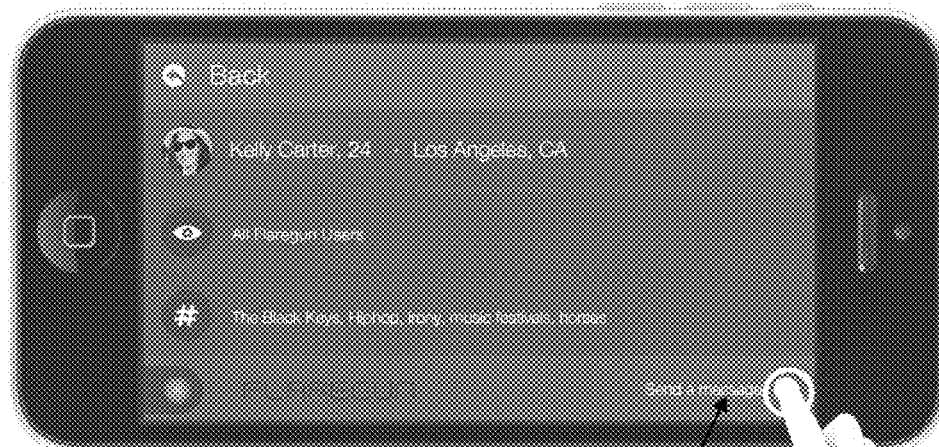 Back
Kelly Carter, 24 - Los Angeles, CA
All Users
#
The Black Keys, Hiphop, Irony, music festivals, horses
Send a message